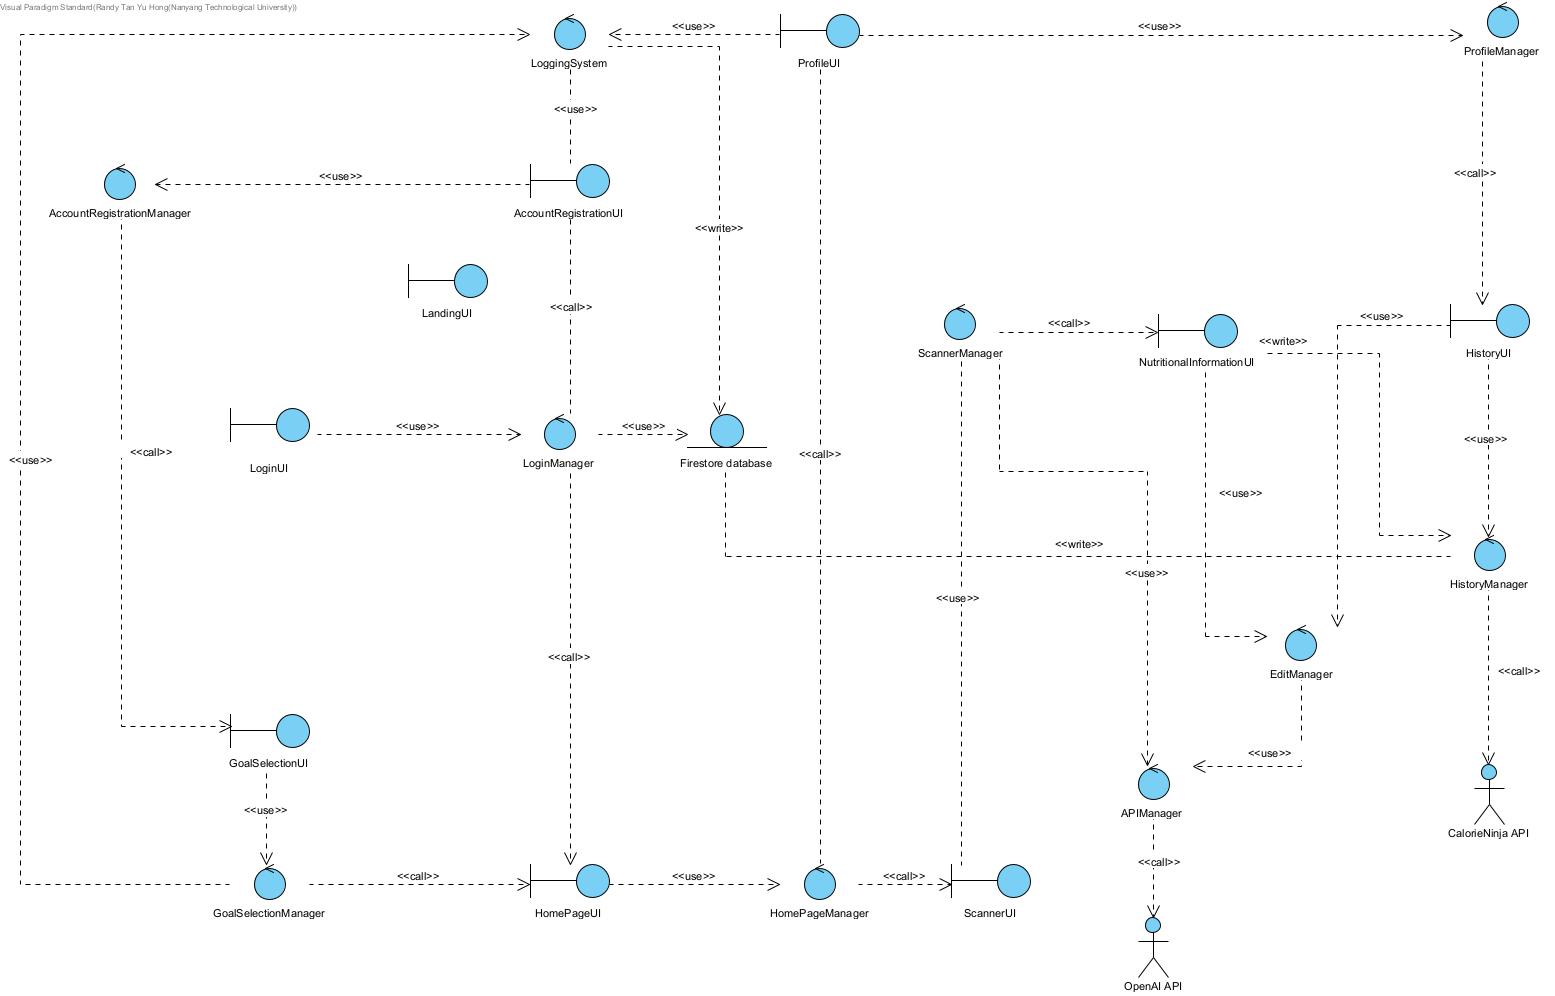 Visual Paradigm Standard(Randy Tan Yu Hong(Nanyang Technological University))
<<use>>
<<use>>
LoggingSystem
ProfileUI
ProfileManager
<<use>>
<<use>>
<<call>>
AccountRegistrationManager
AccountRegistrationUI
<<write>>
LandingUI
<<call>>
<<call>>
<<use>>
<<write>>
ScannerManager
NutritionalInformationUI
HistoryUI
<<use>>
<<use>>
<<use>>
<<call>>
<<call>>
<<use>>
LoginUI
LoginManager
Firestore database
<<use>>
<<write>>
<<use>>
HistoryManager
<<use>>
<<call>>
<<call>>
EditManager
<<use>>
GoalSelectionUI
<<use>>
APIManager
CalorieNinja API
<<call>>
<<call>>
<<use>>
<<call>>
GoalSelectionManager
HomePageUI
HomePageManager
ScannerUI
OpenAI API